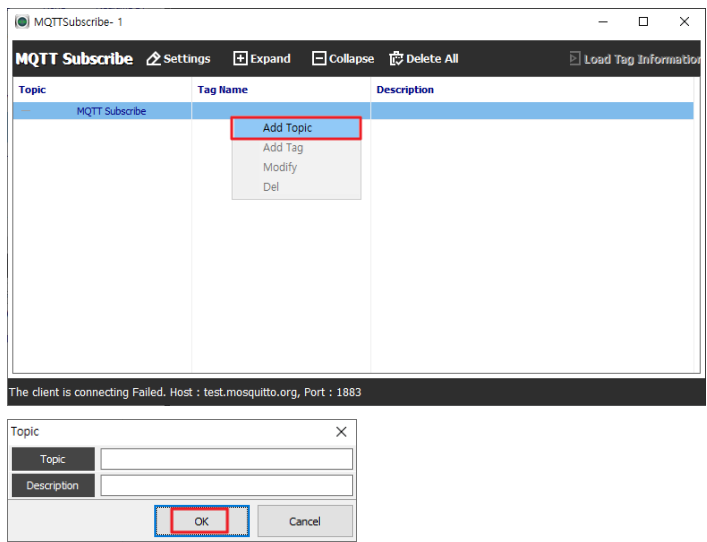 MQTTSubscribe- 1
MQTT Subscribe Settings Expand Collapse Delete All Load Tag Information
Topic Tag Name Description
MQTT Subscribe
Add Topic
Add Tag
Modify
Del
The client is connecting Failed. Host : test.mosquitto.org, Port : 1883
Topic
Topic
Description
OK Cancel